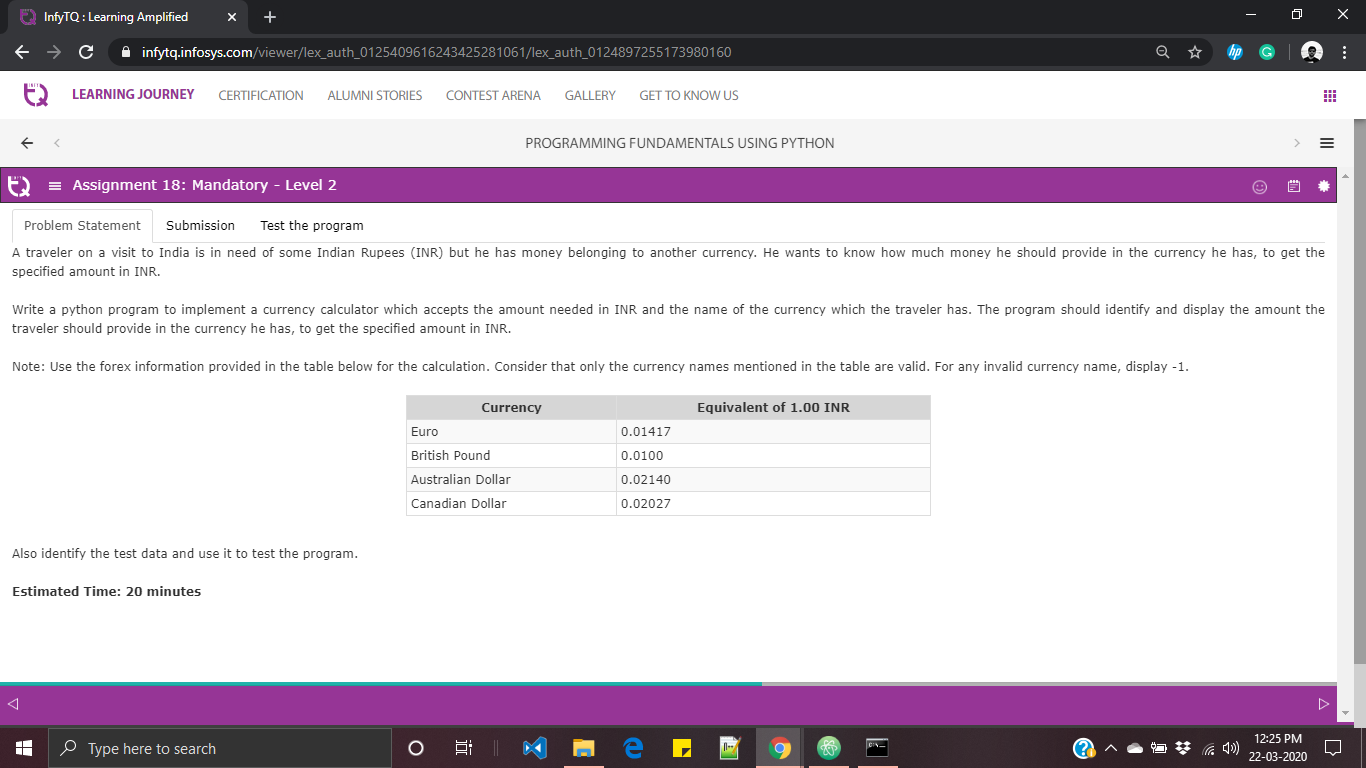 InfyTQ : Learning Amplified
infytq.infosys.com/viewer/lex_auth_0125409616243425281061/lex_auth_0124897255173980160
LEARNING JOURNEY CERTIFICATION ALUMNI STORIES CONTEST ARENA GALLERY GET TO KNOW US
PROGRAMMING FUNDAMENTALS USING PYTHON
Assignment 18: Mandatory - Level 2
Problem Statement Submission Test the program
A traveler on a visit to India is in need of some Indian Rupees (INR) but he has money belonging to another currency. He wants to know how much money he should provide in the currency he has, to get the
specified amount in INR.
Write a python program to implement a currency calculator which accepts the amount needed in INR and the name of the currency which the traveler has. The program should identify and display the amount the
traveler should provide in the currency he has, to get the specified amount in INR.
Note: Use the forex information provided in the table below for the calculation. Consider that only the currency names mentioned in the table are valid. For any invalid currency name, display -1.
Currency Equivalent of 1.00 INR
Euro 0.01417
British Pound 0.0100
Australian Dollar 0.02140
Canadian Dollar 0.02027
Also identify the test data and use it to test the program.
Estimated Time: 20 minutes
Type here to search
12:25 PM
22-03-2020